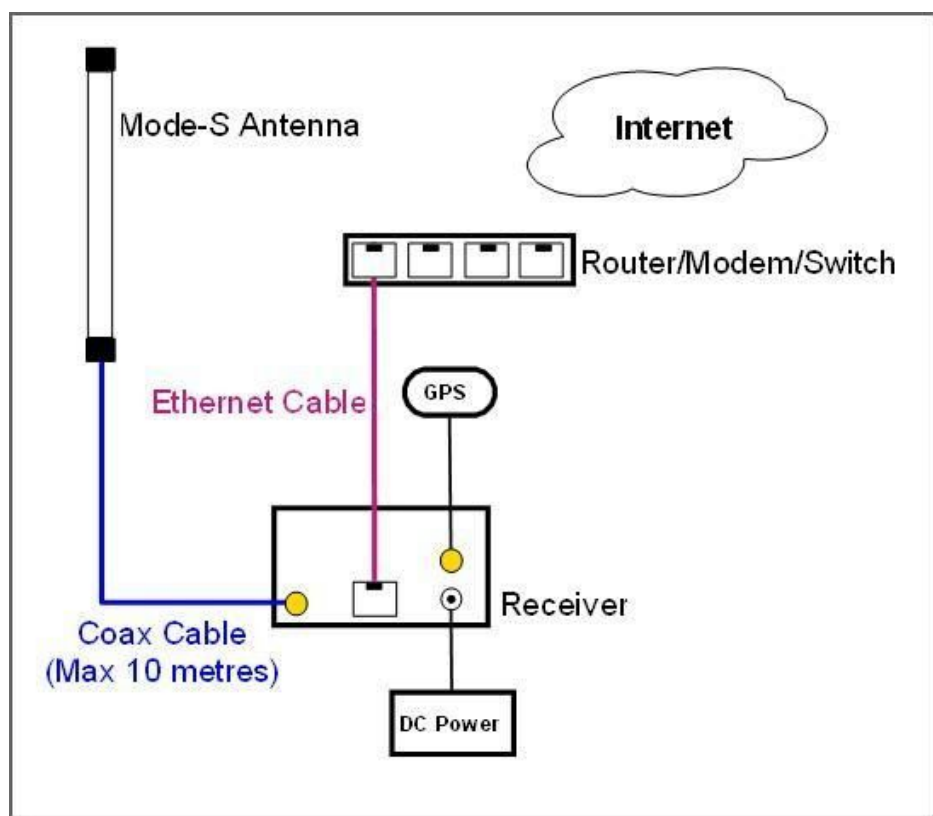 Mode-S Antenna
Internet
Router/Modem/Switch
Ethernet Cable
GPS
Receiver
Coax Cable
(Max 10 metres)
DC Power